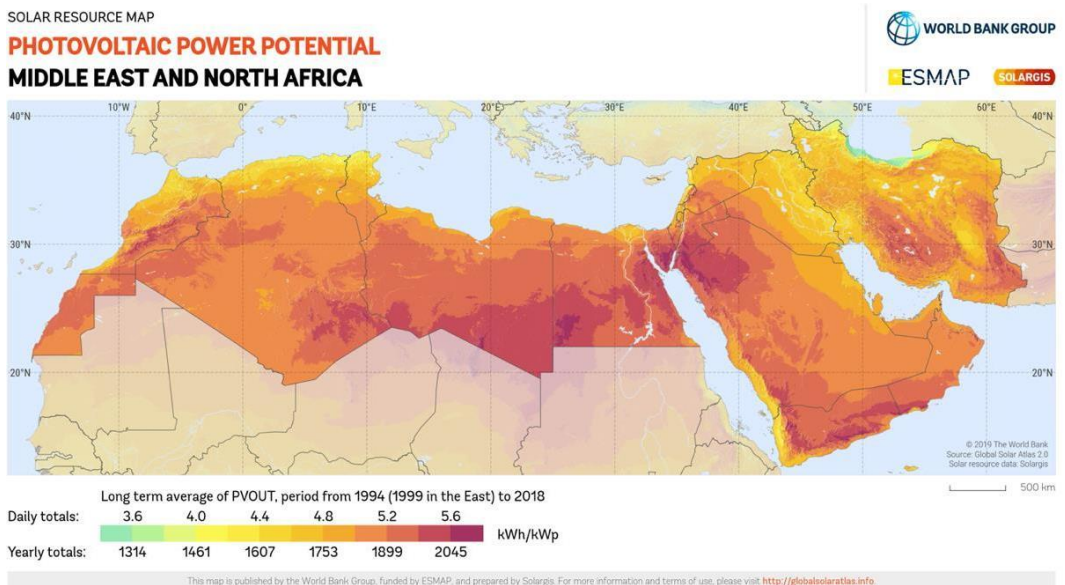 SOLAR RESOURCE MAP
PHOTOVOLTAIC POWER POTENTIAL
MIDDLE EAST AND NORTH AFRICA
WORLD BANK GROUP
ESMAP
SOLARGIS
10°W 0° 10°E 20°E 30°E 40°E 50°E 60°E
40°N 40°N
30°N 30°N
20°N 20°N
© 2019 The World Bank
Source: Global Solar Atlas 2.0
Solar resource data: Solargis
500 km
Long term average of PVOUT, period from 1994 (1999 in the East) to 2018
Daily totals: 3.6 4.0 4.4 4.8 5.2 5.6
kWh/kWp
Yearly totals: 1314 1461 1607 1753 1899 2045
This map is published by the World Bank Group, funded by ESMAP, and prepared by Solargis. For more information and terms of use, please visit http://globalsolaratlas.info.